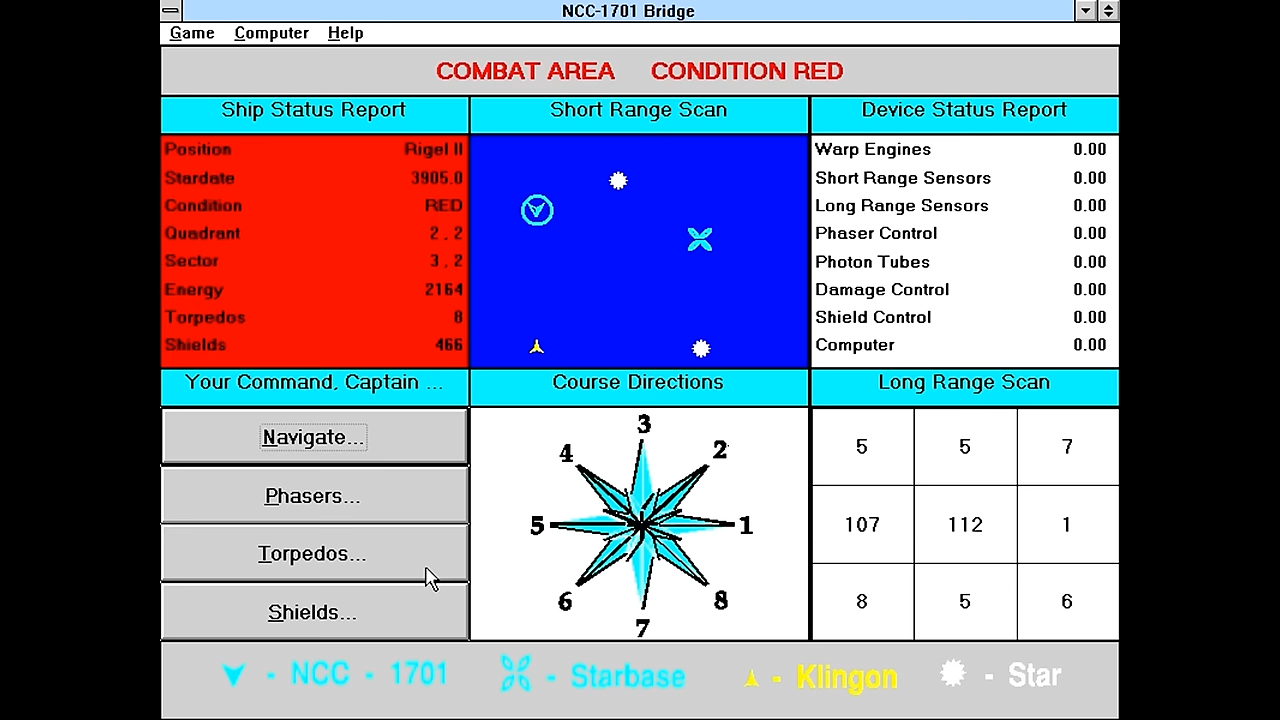 NCC-1701 Bridge
Game Computer Help
COMBAT AREA CONDITION RED
Ship Status Report
Position Rigel II
Stardate 3905.0
Condition RED
Quadrant 2 , 2
Sector 3 , 2
Energy 2164
Torpedos 8
Shields 466
Short Range Scan
Device Status Report
Warp Engines 0.00
Short Range Sensors 0.00
Long Range Sensors 0.00
Phaser Control 0.00
Photon Tubes 0.00
Damage Control 0.00
Shield Control 0.00
Computer 0.00
Your Command, Captain ...
Navigate...
Phasers...
Torpedos...
Shields...
Course Directions
3
4 2
5 1
6 8
7
Long Range Scan
5 5 7
107 112 1
8 5 6
- NCC - 1701 - Starbase - Klingon - Star